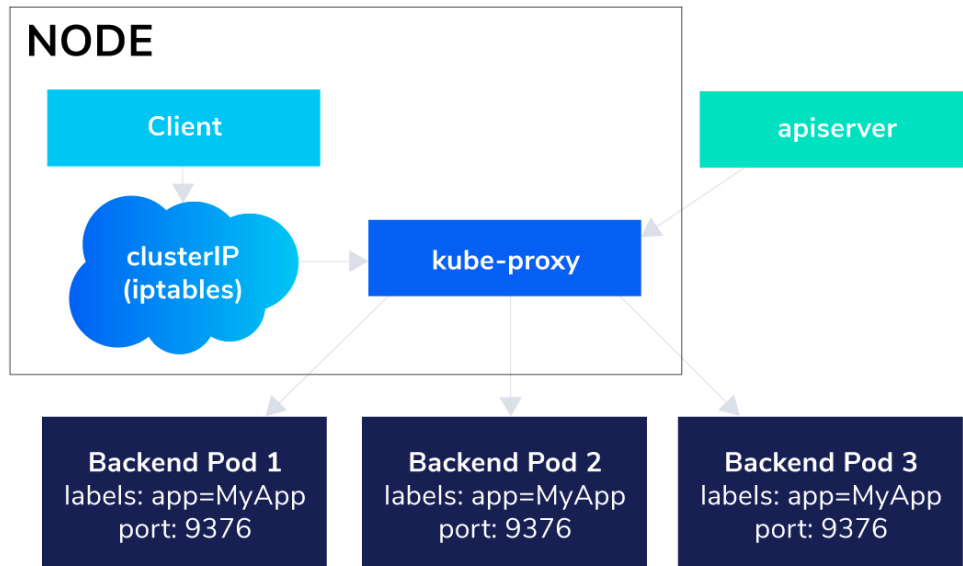 NODE
Client
apiserver
clusterIP
(iptables)
kube-proxy
Backend Pod 1
labels: app=MyApp
port: 9376
Backend Pod 2
labels: app=MyApp
port: 9376
Backend Pod 3
labels: app=MyApp
port: 9376